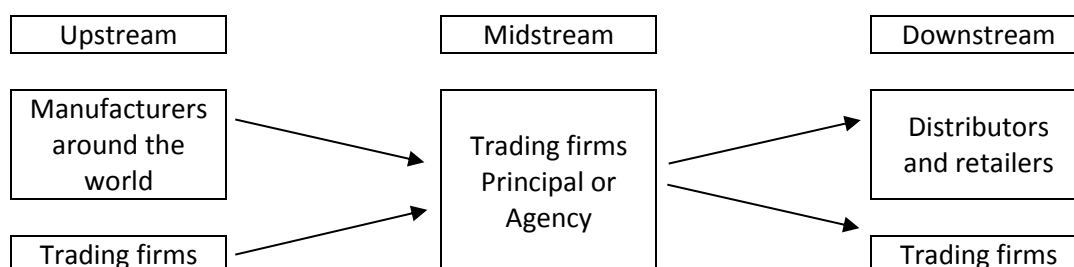 Upstream
Midstream
Downstream
Manufacturers
around the
world
Trading firms
Principal or
Agency
Distributors
and retailers
Trading firms
Trading firms